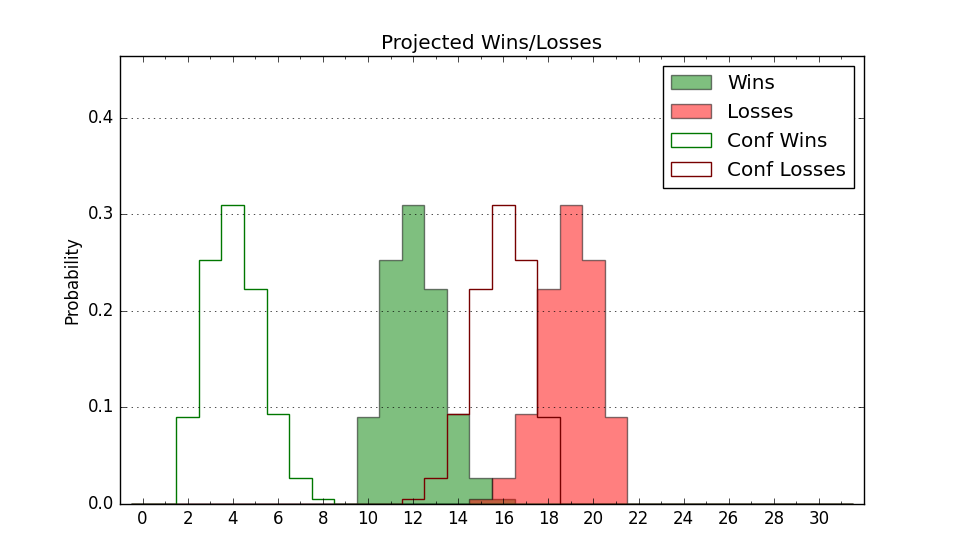 Projected Wins/Losses
Wins
Losses
Conf Wins
Conf Losses
Probability
0.4
0.3
0.2
0.1
0.0
0 2 4 6 8 10 12 14 16 18 20 22 24 26 28 30